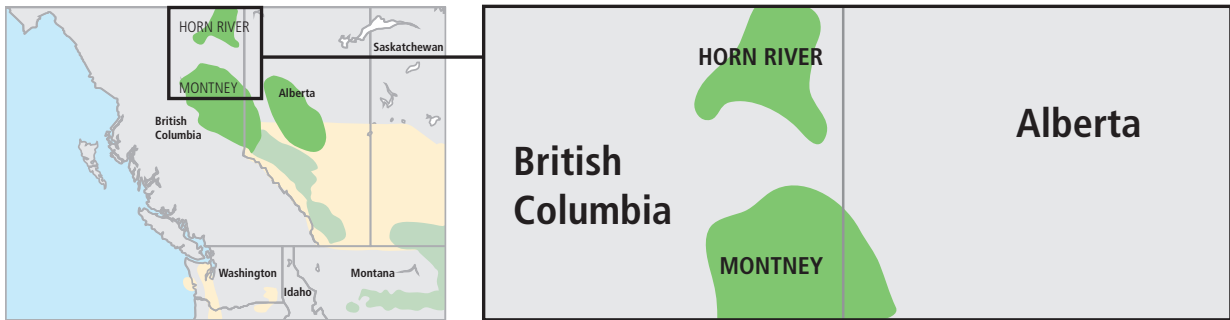 HORN RIVER
Saskatchewan
MONTNEY
Alberta
British
Columbia
Washington
Montana
Idaho
HORN RIVER
Alberta
British
Columbia
MONTNEY